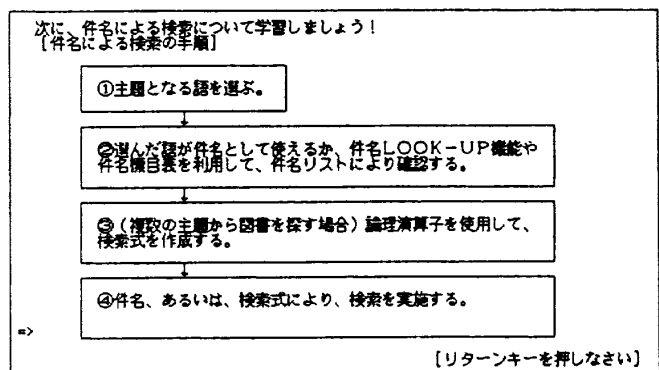 次に、件名による検索について学習しましょう！
［件名による検索の手順］
①主題となる語を選ぶ。
②選んだ語が件名として使えるか、件名ＬＯＯＫ－ＵＰ機能や
件名標目表を利用して、件名リストにより確認する。
③（複数の主題から図書を探す場合）論理演算子を使用して、
検索式を作成する。
④件名、あるいは、検索式により、検索を実施する。
=>
［リターンキーを押しなさい］